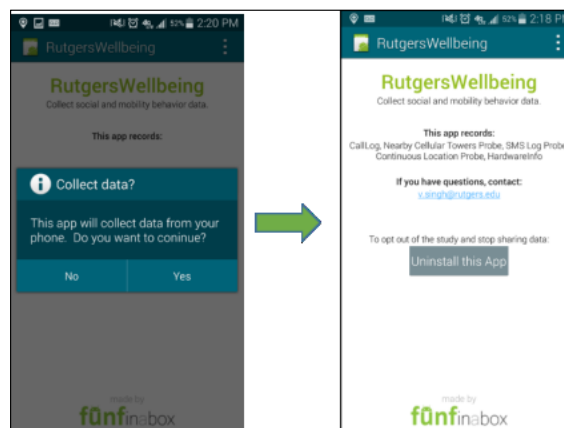 52% 2:20 PM
RutgersWellbeing
RutgersWellbeing
Collect social and mobility behavior data.
This app records:
Collect data?
This app will collect data from your
phone. Do you want to coninue?
No
Yes
made by
funfinabox
52% 2:18 PM
RutgersWellbeing
RutgersWellbeing
Collect social and mobility behavior data.
This app records:
CallLog, Nearby Cellular Towers Probe, SMS Log Probe
Continuous Location Probe, HardwareInfo
If you have questions, contact:
v.singh@rutgers.edu
To opt out of the study and stop sharing data:
Uninstall this App
made by
funfinabox